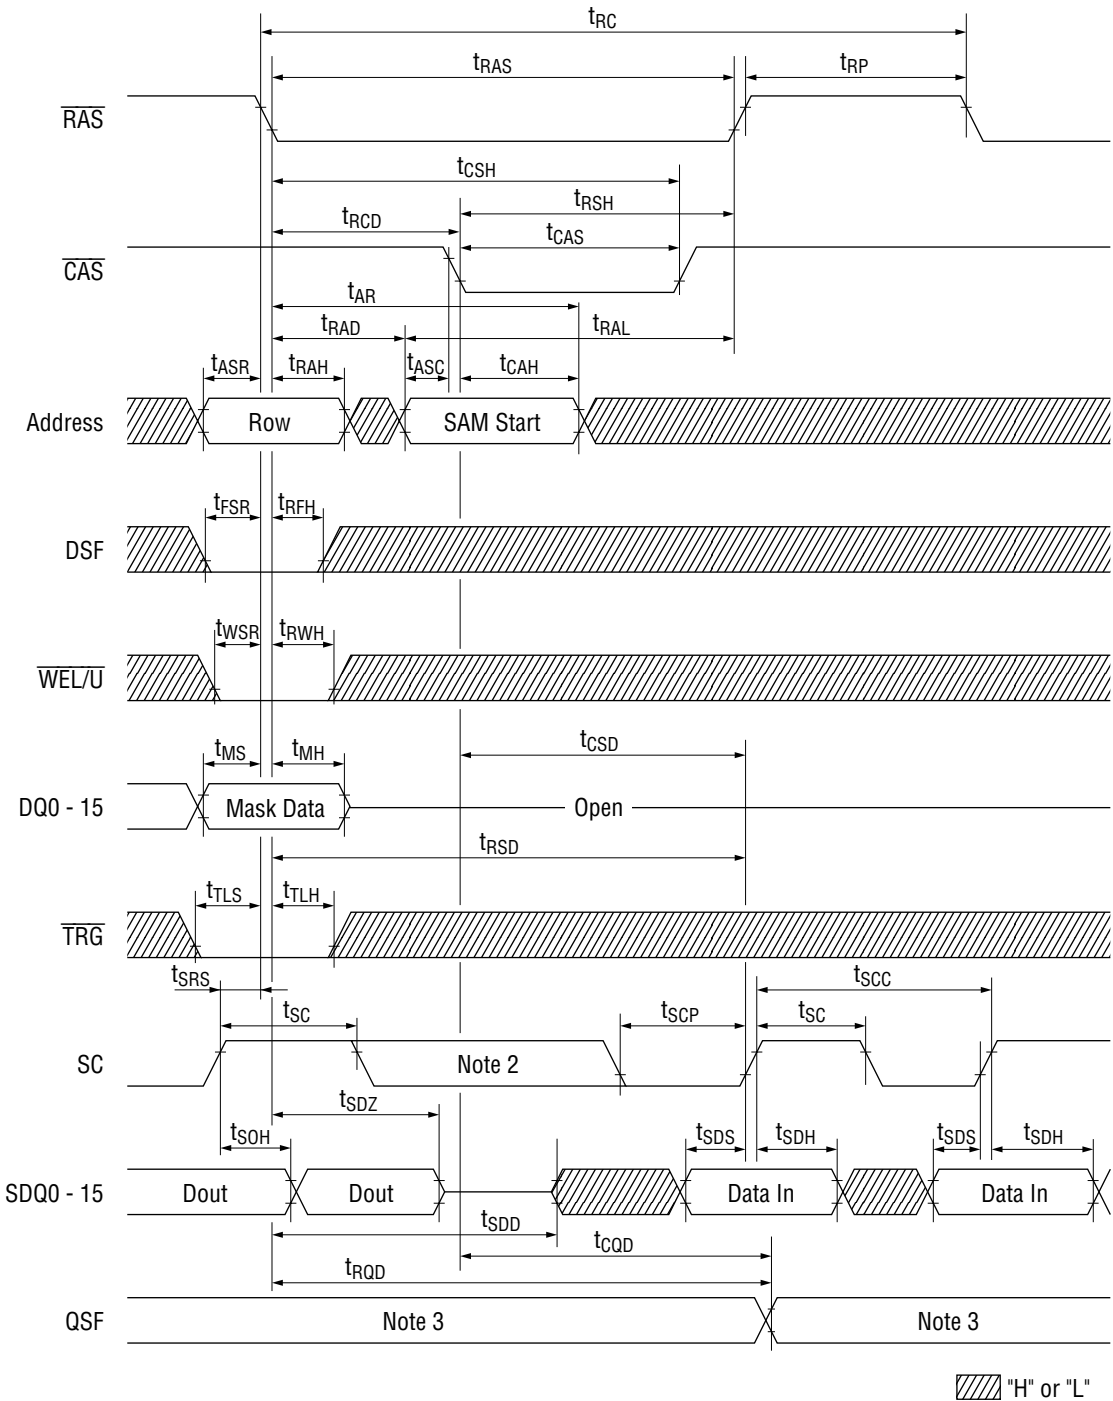 tRC
tRAS
tRP
RAS
tCSH
tRSH
tRCD
tCAS
CAS
tAR
tRAD
tRAL
tASR
tRAH
tASC
tCAH
Address
Row
SAM Start
tFSR
tRFH
DSF
tWSR
tRWH
WEL/U
tCSD
tMS
tMH
DQ0 - 15
Mask Data
Open
tRSD
tTLS
tTLH
TRG
tSRS
tSCC
tSC
tSCP
tSC
SC
Note 2
tSDZ
tSOH
tSDS
tSDH
tSDS
tSDH
SDQ0 - 15
Dout
Dout
Data In
Data In
tSDD
tCQD
tRQD
QSF
Note 3
Note 3
"H" or "L"